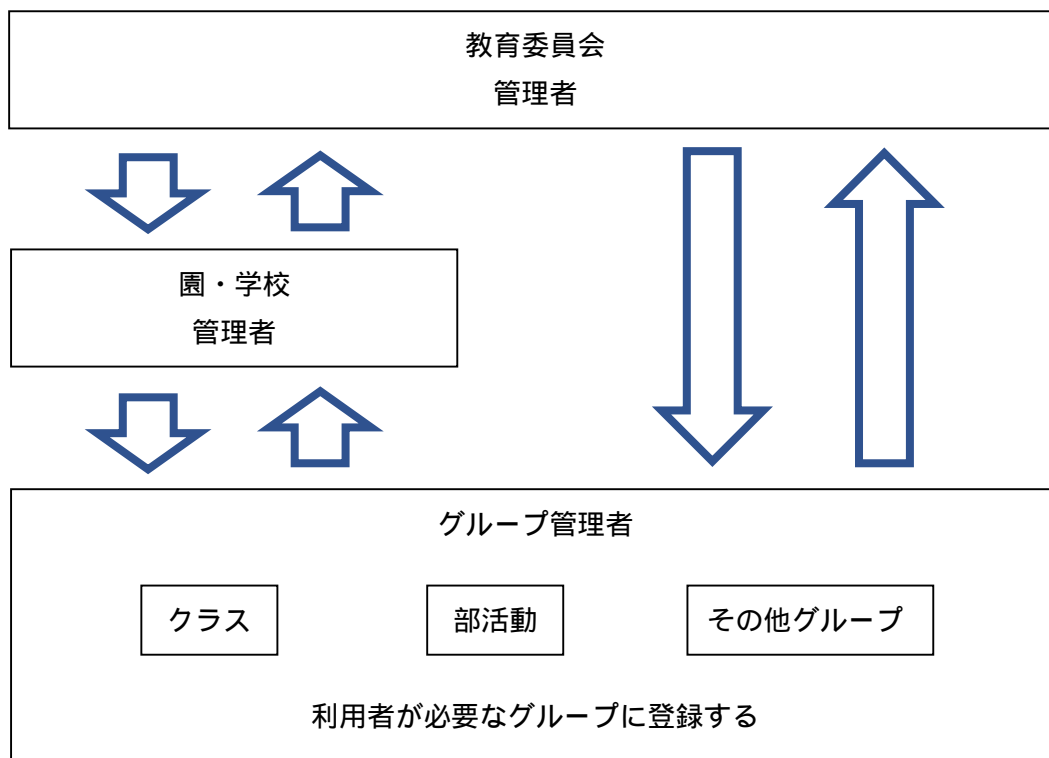 教育委員会
管理者
園・学校
管理者
グループ管理者
クラス
部活動
その他グループ
利用者が必要なグループに登録する